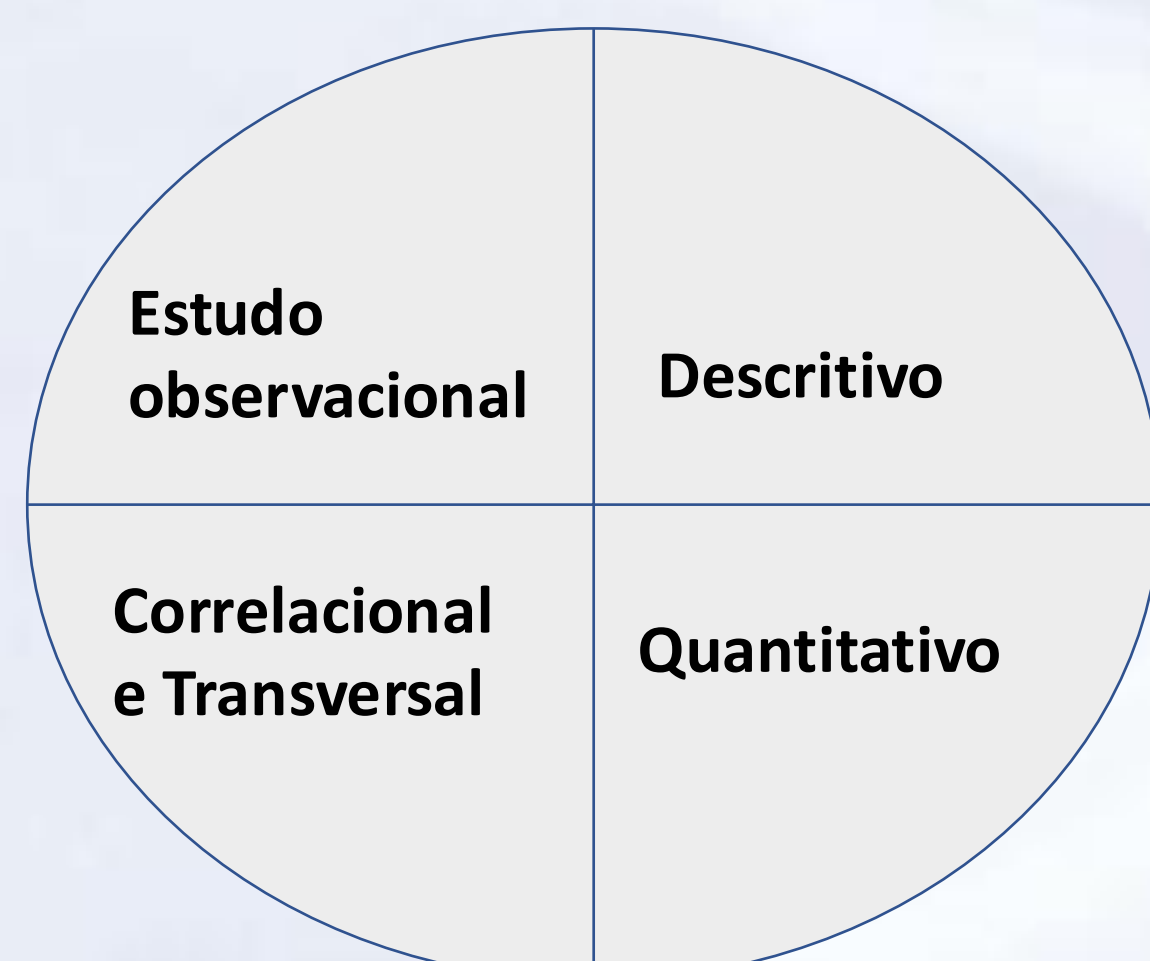 Estudo
observacional
Descritivo
Correlacional
e Transversal
Quantitativo